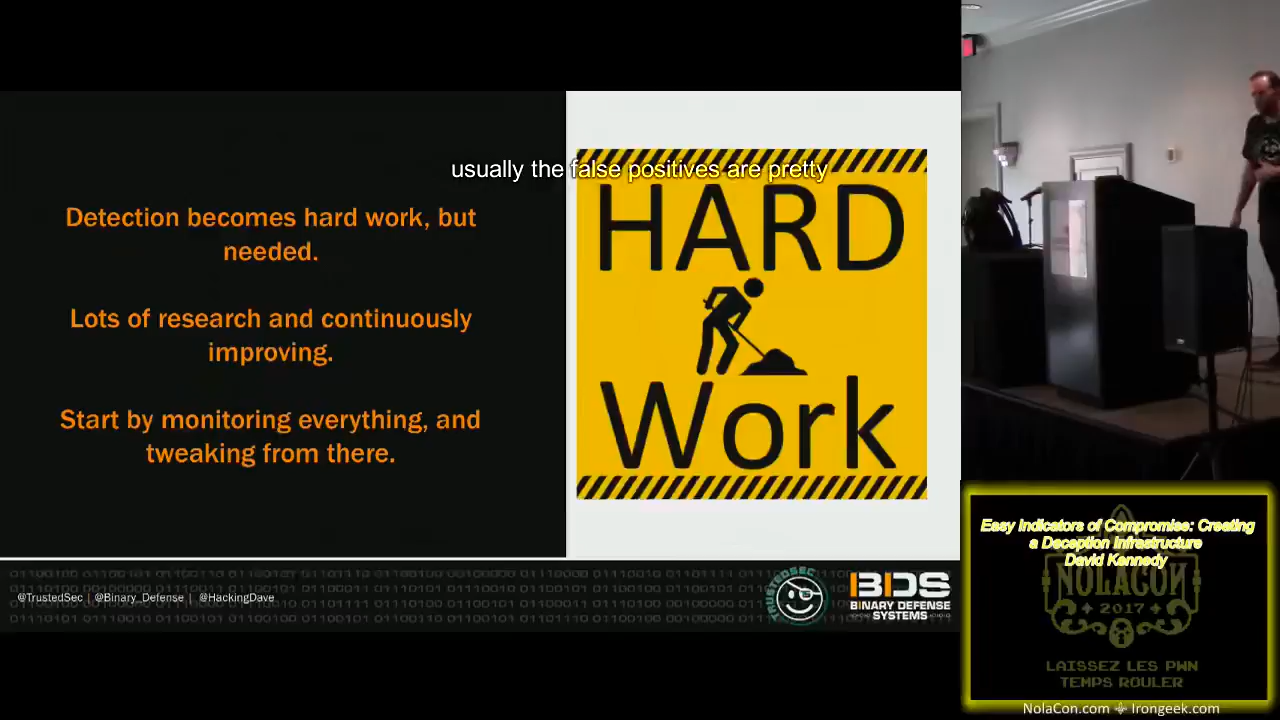 usually the false positives are pretty
Detection becomes hard work, but
needed.
Lots of research and continuously
improving.
Start by monitoring everything, and
tweaking from there.
HARD
Work
@TrustedSec | @Binary_Defense | @HackingDave
TRUSTEDSEC
BDS
BINARY DEFENSE
SYSTEMS
Easy Indicators of Compromise: Creating
a Deception Infrastructure
David Kennedy
NOLACON
2017
LAISSEZ LES PWN
TEMPS ROULER
NolaCon.com Irongeek.com